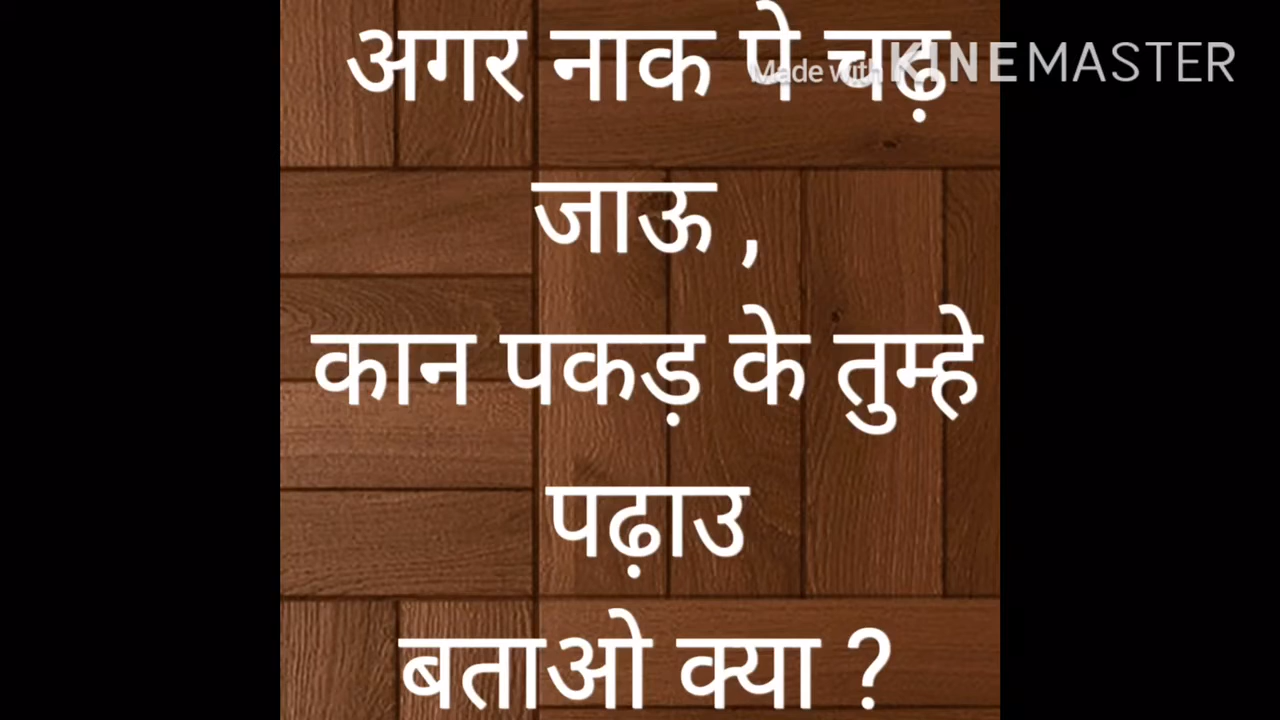 अगर नाक पे चढ़
Made with KINEMASTER
जाऊ ,
कान पकड़ के तुम्हे
पढ़ाउ
बताओ क्या ?